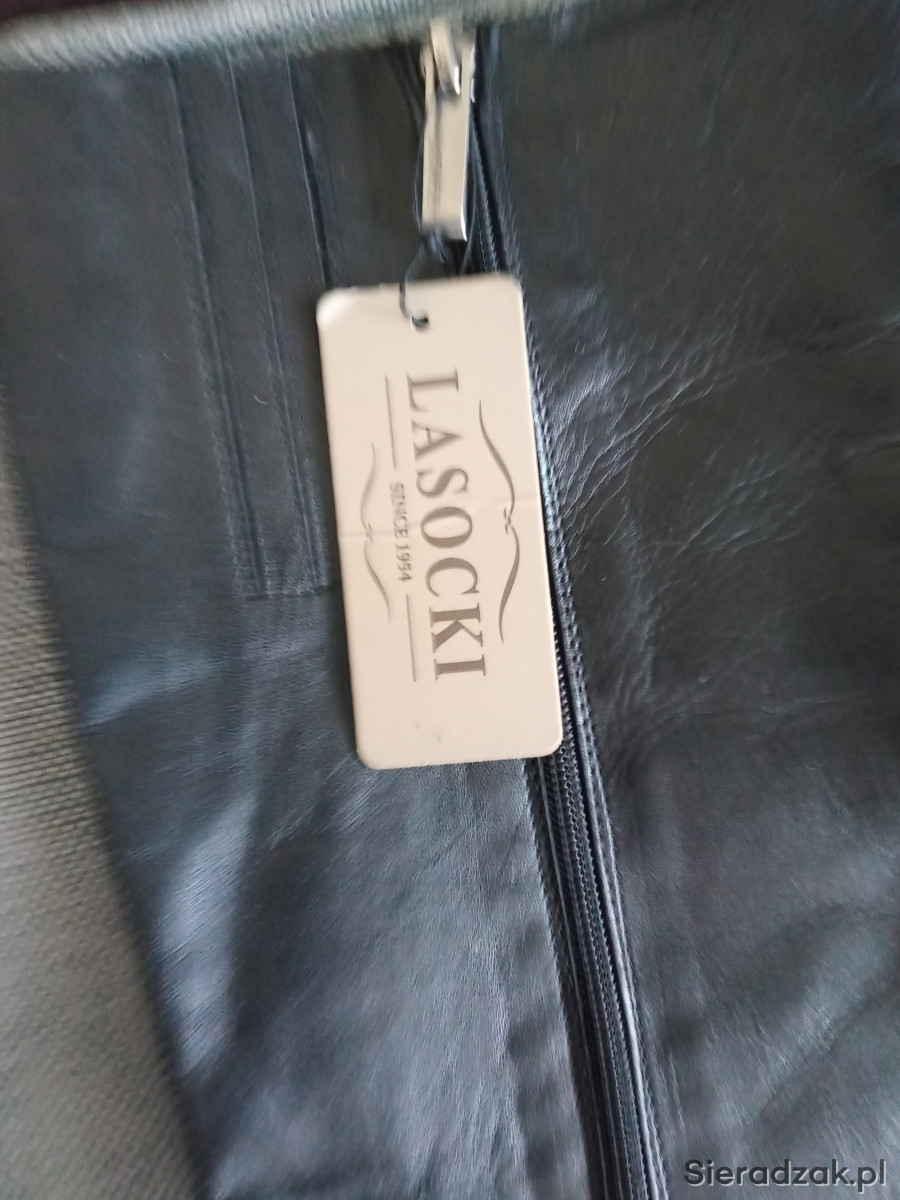 LASOCKI
SINCE 1954
Sieradzak.pl